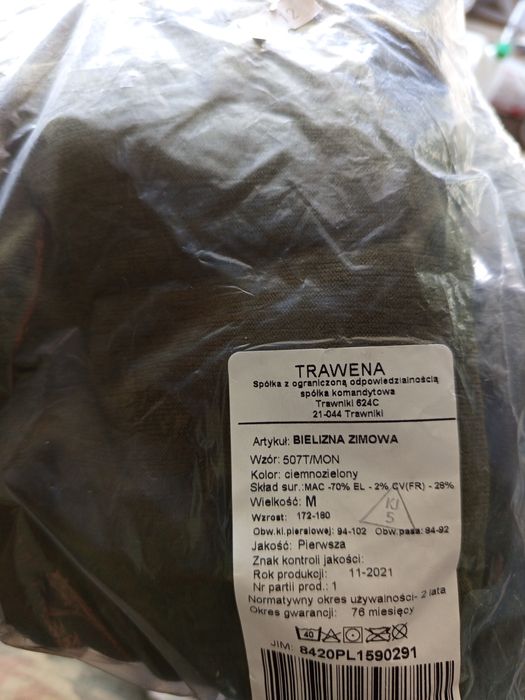 TRAWENA
Spółka z ograniczoną odpowiedzialnością
spółka komandytowa
Trawniki 624C
21-044 Trawniki
Artykuł: BIELIZNA ZIMOWA
Wzór: 507T/MON
Kolor: ciemnozielony
Skład sur.:MAC -70% EL - 2% CV(FR) - 28%
Wielkość: M
KJ
5
Wzrost: 172-180
Obw.kl.piersiowej: 94-102 Obw.pasa: 84-92
Jakość: Pierwsza
Znak kontroli jakości:
Rok produkcji: 11-2021
Nr partii prod.: 1
Normatywny okres używalności- 2 lata
Okres gwarancji: 76 miesięcy
40
JIM: 8420PL1590291